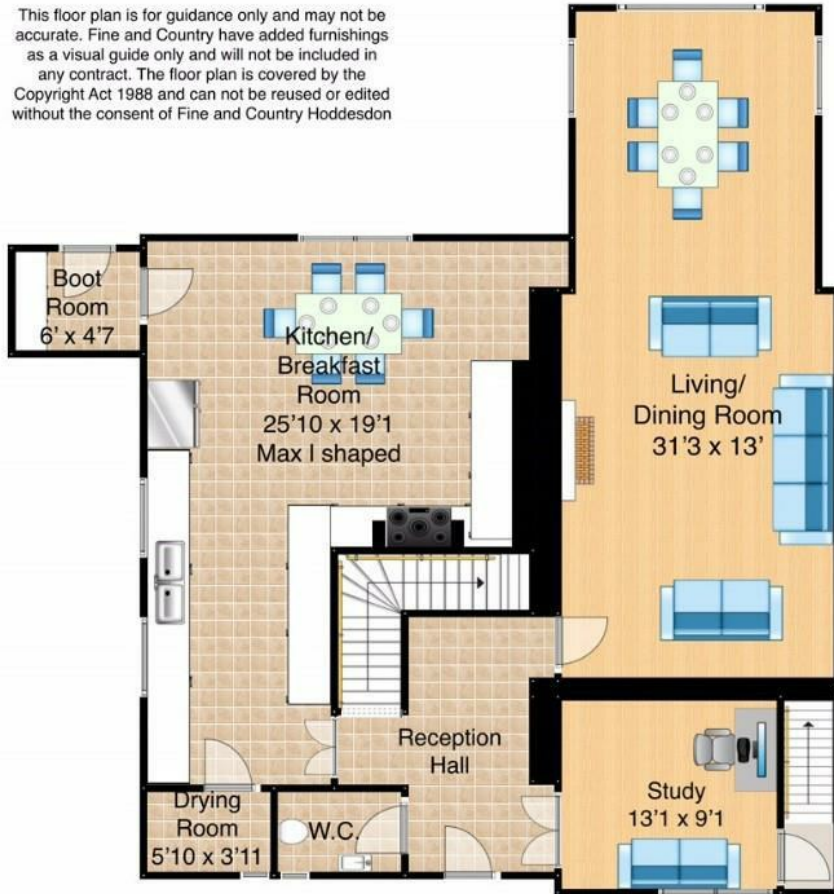 This floor plan is for guidance only and may not be
accurate. Fine and Country have added furnishings
as a visual guide only and will not be included in
any contract. The floor plan is covered by the
Copyright Act 1988 and can not be reused or edited
without the consent of Fine and Country Hoddesdon
Boot
Room
6' x 4'7
Kitchen/
Breakfast
Room
25'10 x 19'1
Max l shaped
Living/
Dining Room
31'3 x 13'
Reception
Hall
Study
13'1 x 9'1
Drying
Room
5'10 x 3'11
W.C.